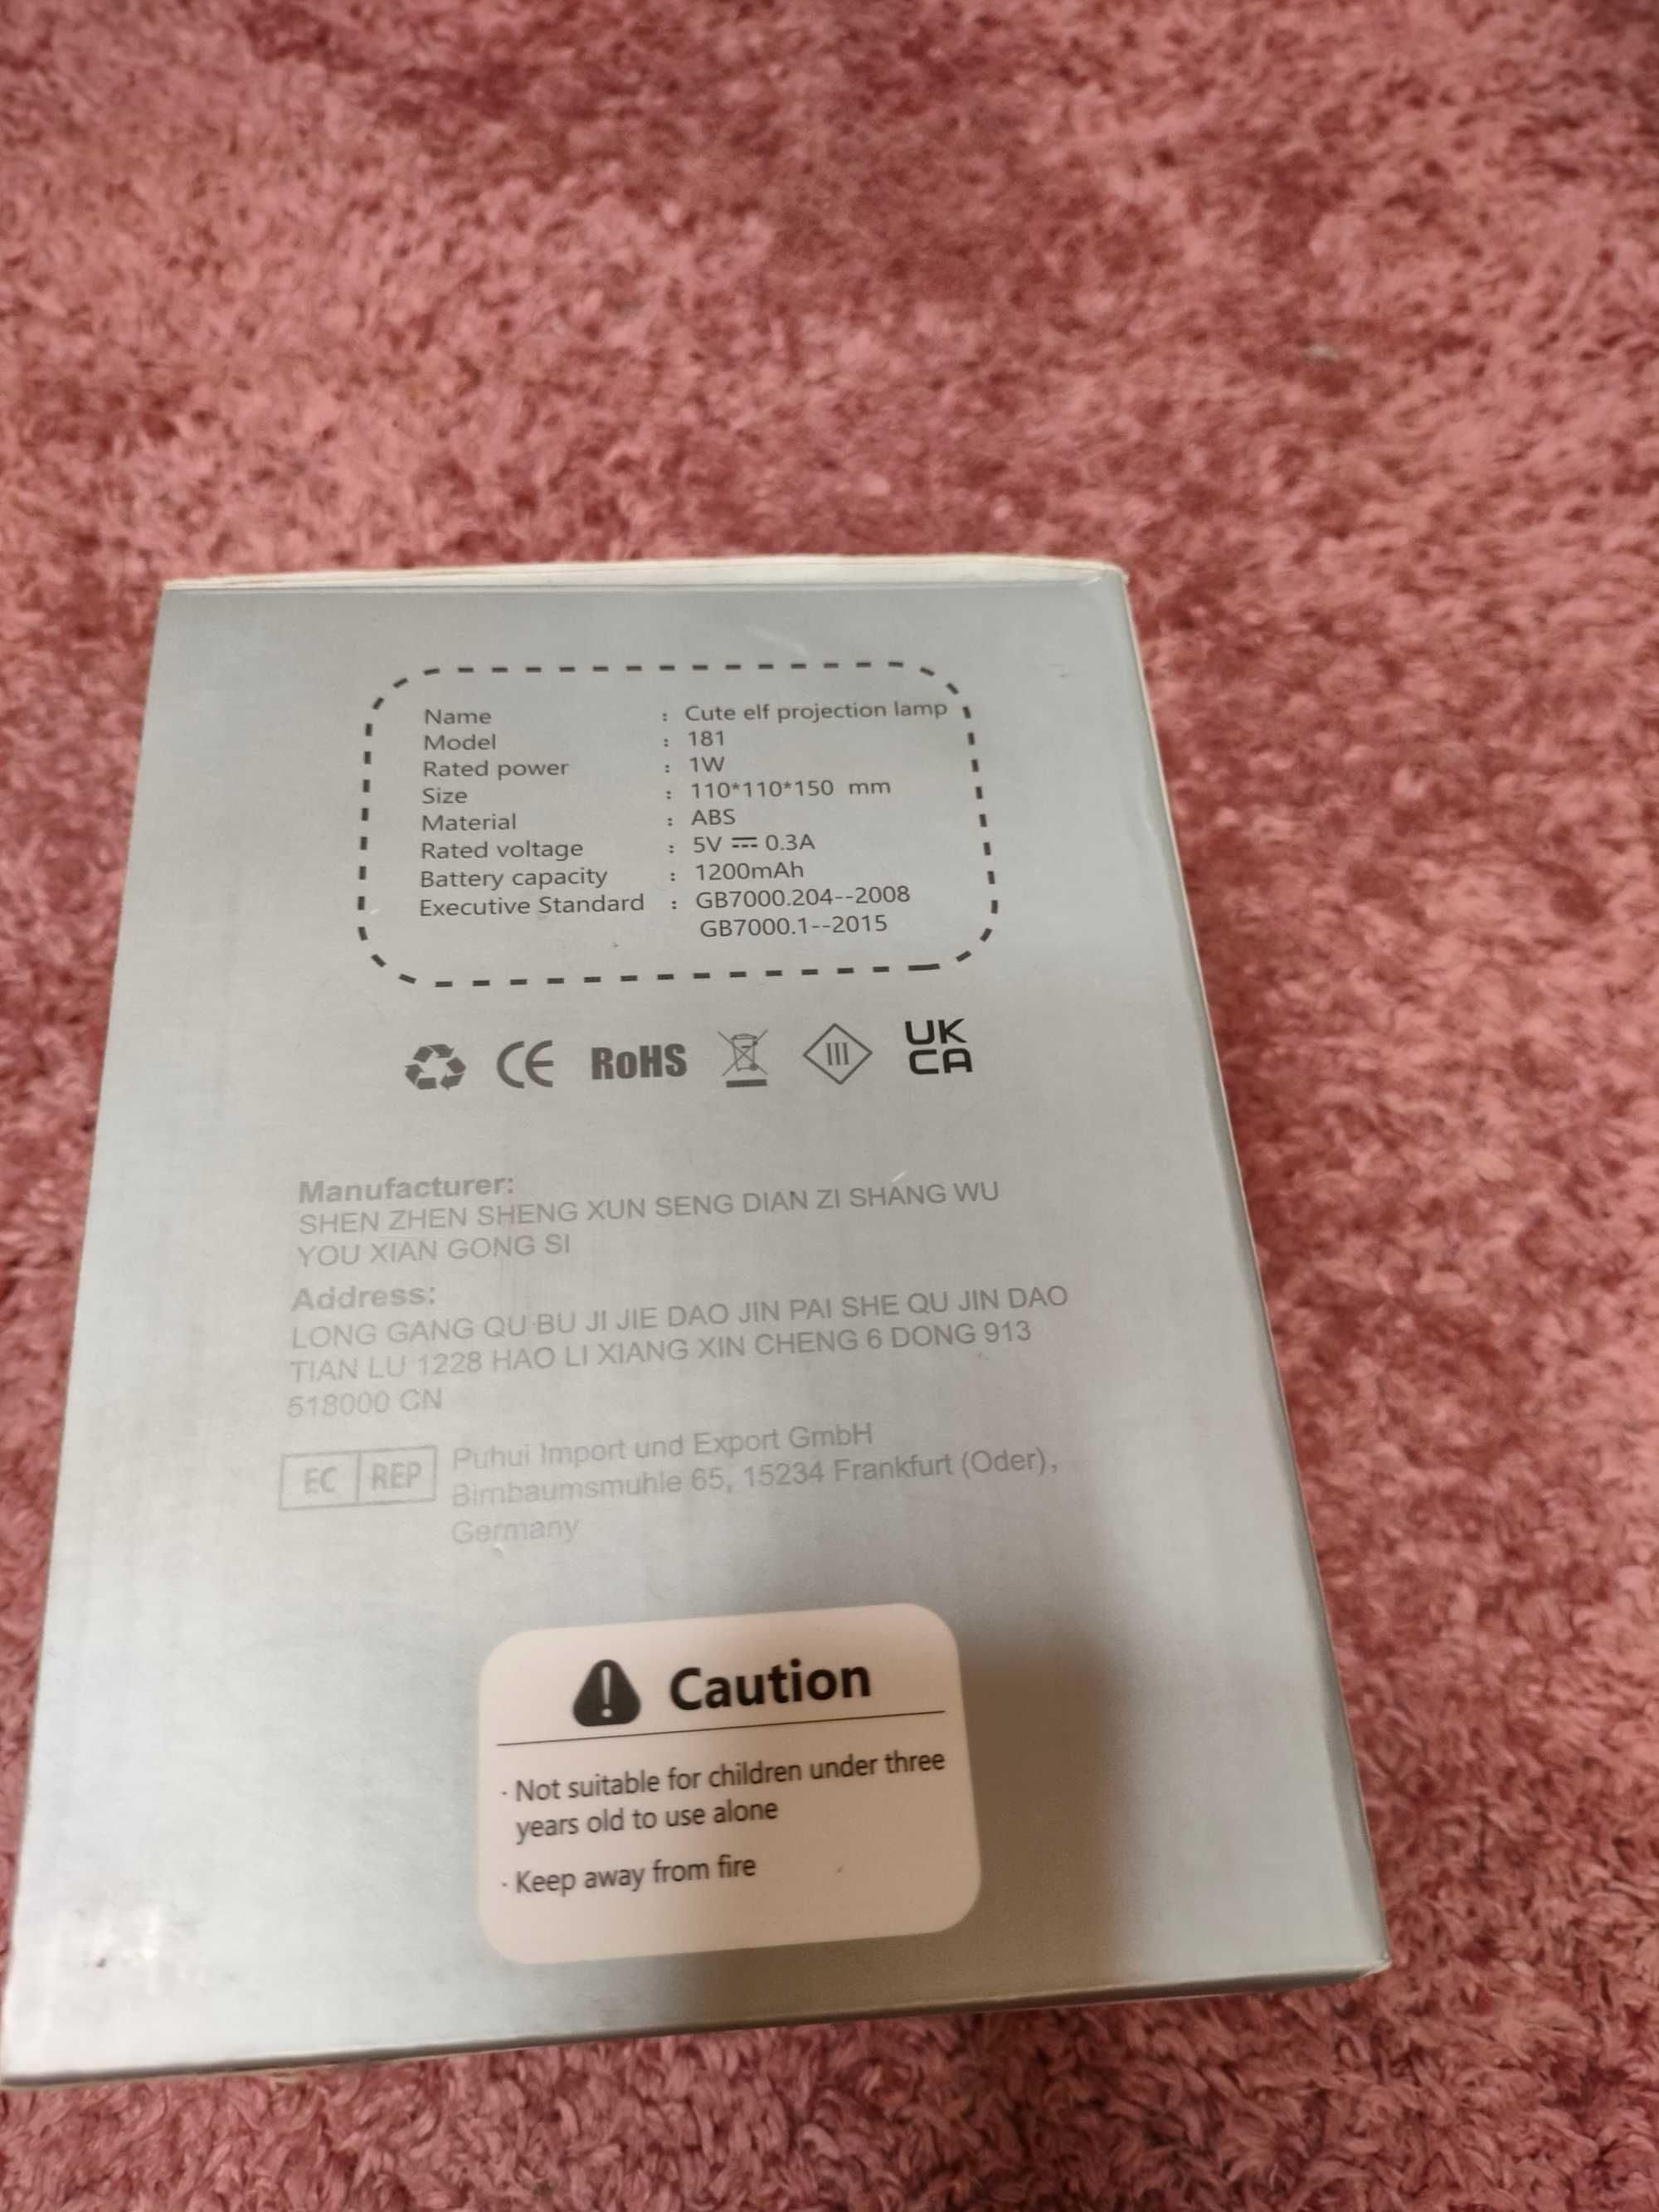 Name : Cute elf projection lamp
Model : 181
Rated power : 1W
Size : 110*110*150 mm
Material : ABS
Rated voltage : 5V ⎓ 0.3A
Battery capacity : 1200mAh
Executive Standard : GB7000.204--2008
GB7000.1--2015
CE RoHS III UK
CA
Manufacturer:
SHEN ZHEN SHENG XUN SENG DIAN ZI SHANG WU
YOU XIAN GONG SI
Address:
LONG GANG QU BU JI JIE DAO JIN PAI SHE QU JIN DAO
TIAN LU 1228 HAO LI XIANG XIN CHENG 6 DONG 913
518000 CN
EC REP
Puhui Import und Export GmbH
Birnbaumsmuhle 65, 15234 Frankfurt (Oder),
Germany
Caution
· Not suitable for children under three
years old to use alone
· Keep away from fire